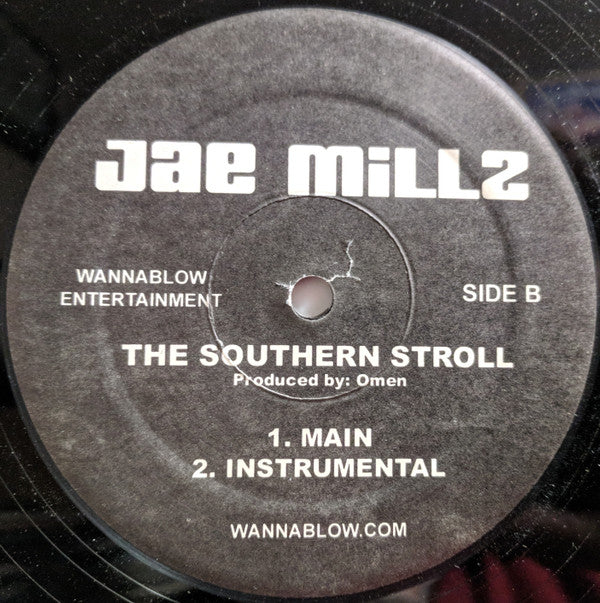 Jae MiLLz
WANNABLOW
ENTERTAINMENT
SIDE B
THE SOUTHERN STROLL
Produced by: Omen
1. MAIN
2. INSTRUMENTAL
WANNABLOW.COM